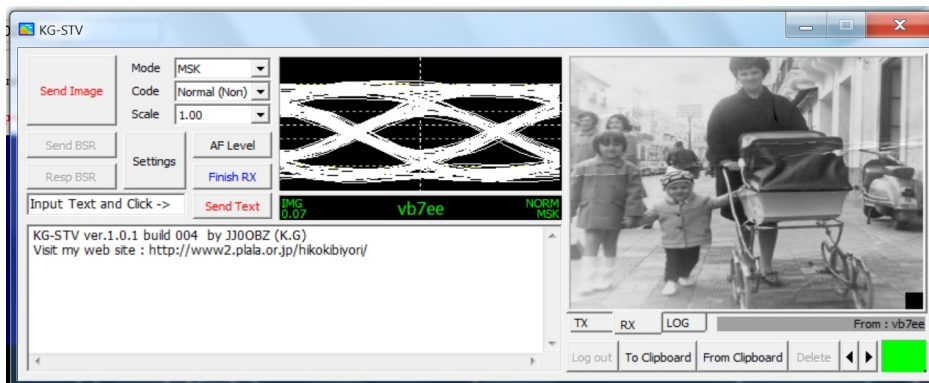 KG-STV
Send Image
Mode
MSK
Code
Normal (Non)
Scale
1.00
Send BSR
Settings
AF Level
Resp BSR
Finish RX
Input Text and Click ->
Send Text
IMG
0.07
vb7ee
NORM
MSK
KG-STV ver.1.0.1 build 004 by JJ0OBZ (K.G)
Visit my web site : http://www2.plala.or.jp/hikokibiyori/
TX
RX
LOG
From : vb7ee
Log out
To Clipboard
From Clipboard
Delete